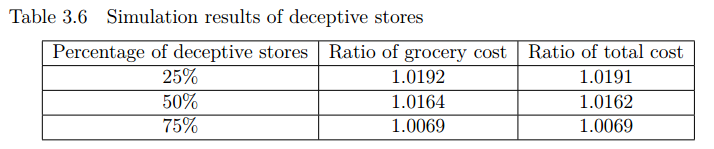 Table 3.6 Simulation results of deceptive stores
Percentage of deceptive stores Ratio of grocery cost Ratio of total cost
25% 1.0192 1.0191
50% 1.0164 1.0162
75% 1.0069 1.0069